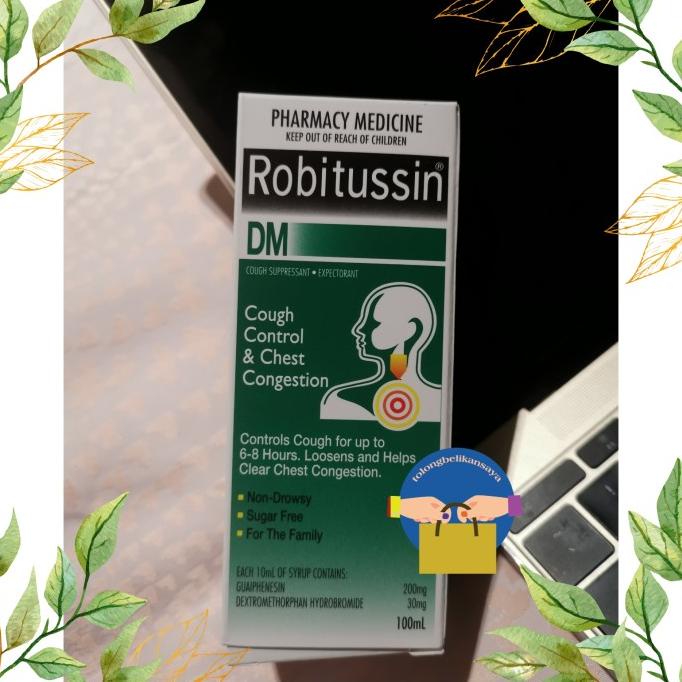 PHARMACY MEDICINE
KEEP OUT OF REACH OF CHILDREN
Robitussin®
DM
COUGH SUPPRESSANT • EXPECTORANT
Cough
Control
& Chest
Congestion
Controls Cough for up to
6-8 Hours. Loosens and Helps
Clear Chest Congestion.
Non-Drowsy
Sugar Free
For The Family
EACH 10mL OF SYRUP CONTAINS:
GUAIPHENESIN 200mg
DEXTROMETHORPHAN HYDROBROMIDE 30mg
100mL
tolongbelikansaya